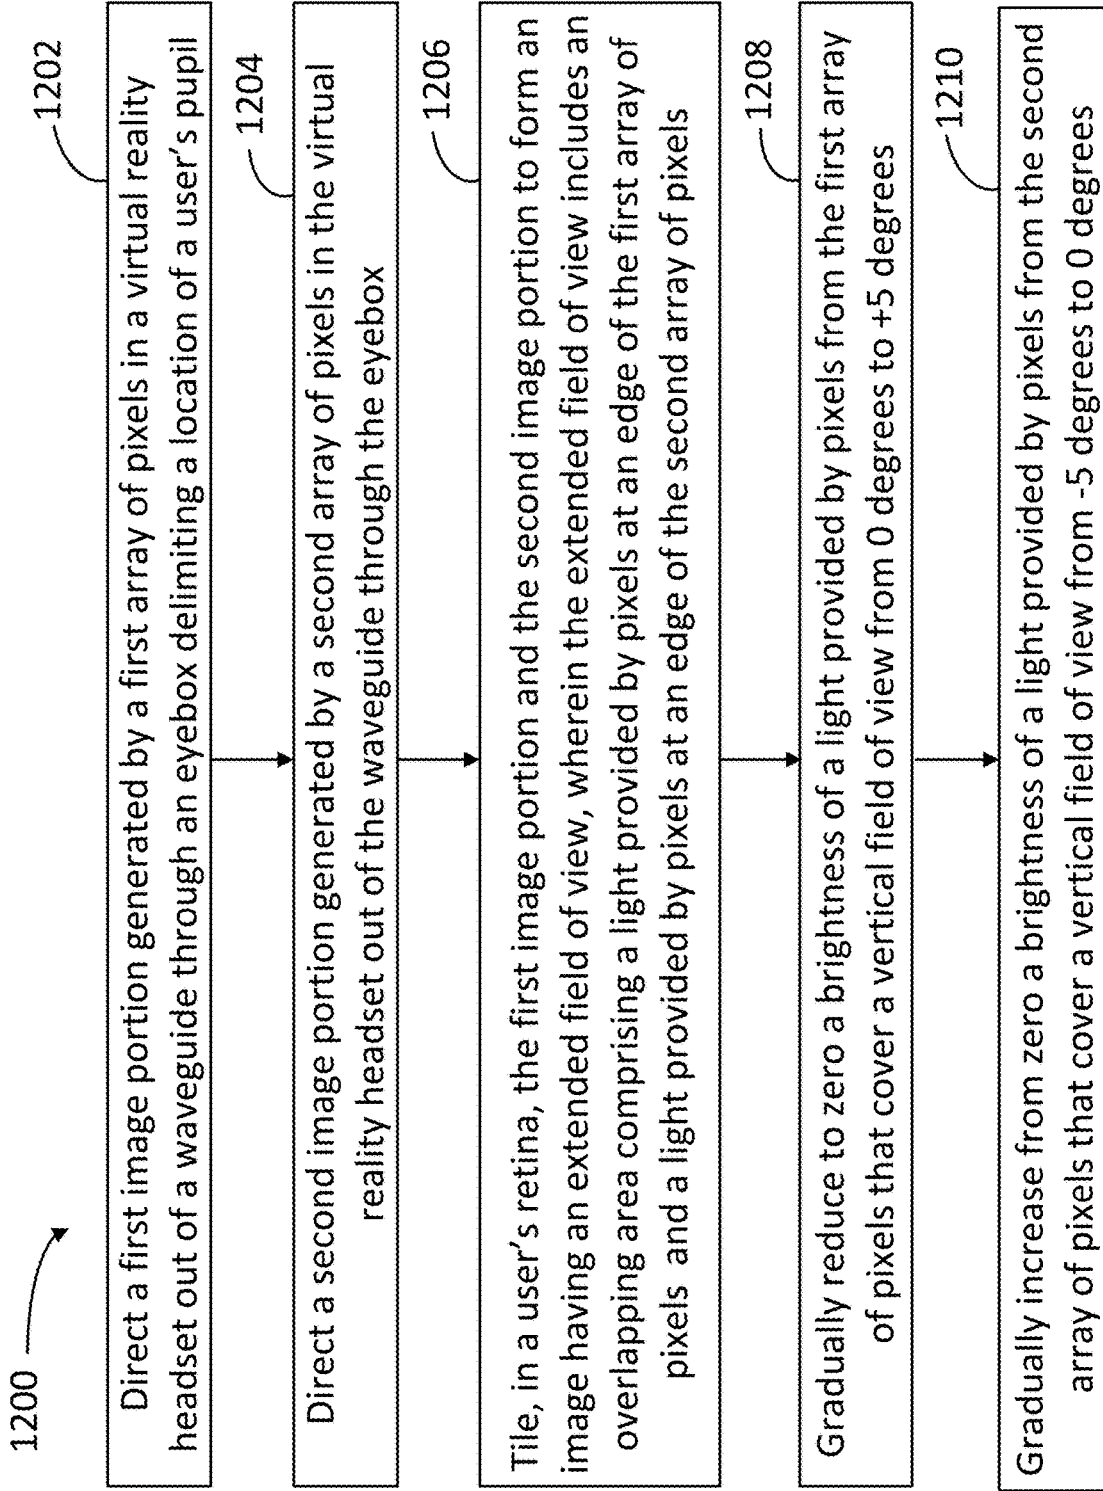 1200
1202
Direct a first image portion generated by a first array of pixels in a virtual reality
headset out of a waveguide through an eyebox delimiting a location of a user's pupil
1204
Direct a second image portion generated by a second array of pixels in the virtual
reality headset out of the waveguide through the eyebox
1206
Tile, in a user's retina, the first image portion and the second image portion to form an
image having an extended field of view, wherein the extended field of view includes an
overlapping area comprising a light provided by pixels at an edge of the first array of
pixels and a light provided by pixels at an edge of the second array of pixels
1208
Gradually reduce to zero a brightness of a light provided by pixels from the first array
of pixels that cover a vertical field of view from 0 degrees to +5 degrees
1210
Gradually increase from zero a brightness of a light provided by pixels from the second
array of pixels that cover a vertical field of view from -5 degrees to 0 degrees